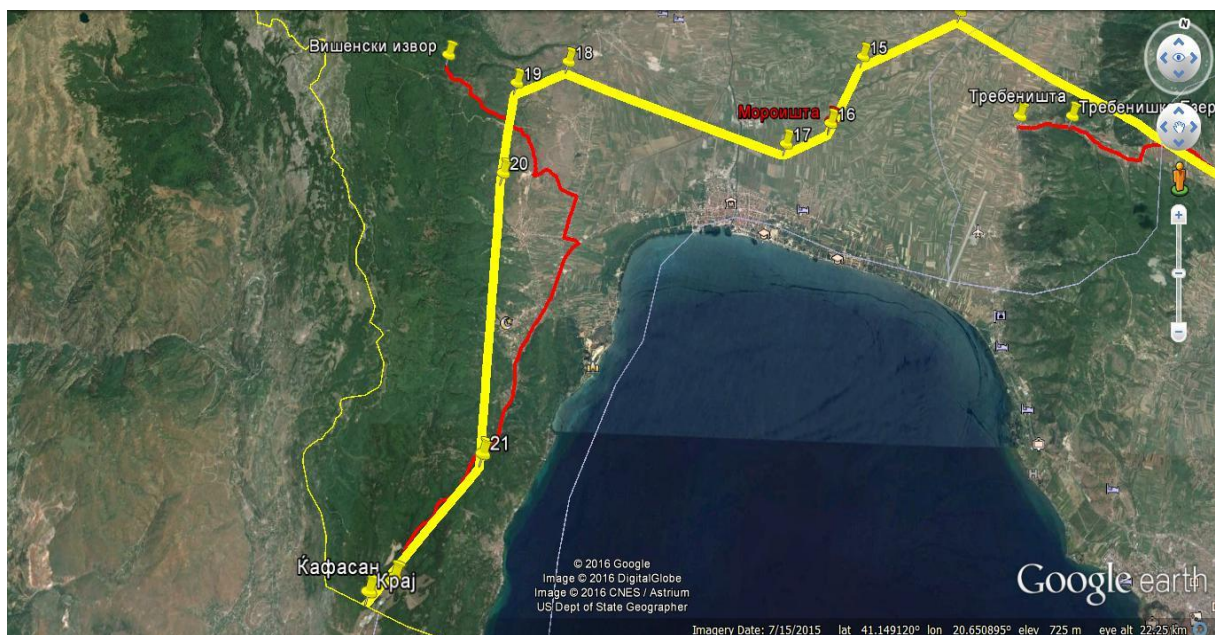 N
Вишенски извор
18
19
15
Требеништа
Мороишта
16
17
20
21
Ќафасан
Крај
© 2016 Google
Image © 2016 DigitalGlobe
Image © 2016 CNES / Astrium
US Dept of State Geographer
Google earth
Imagery Date: 7/15/2015 lat 41.149120° lon 20.650895° elev 725 m eye alt 22.25 km